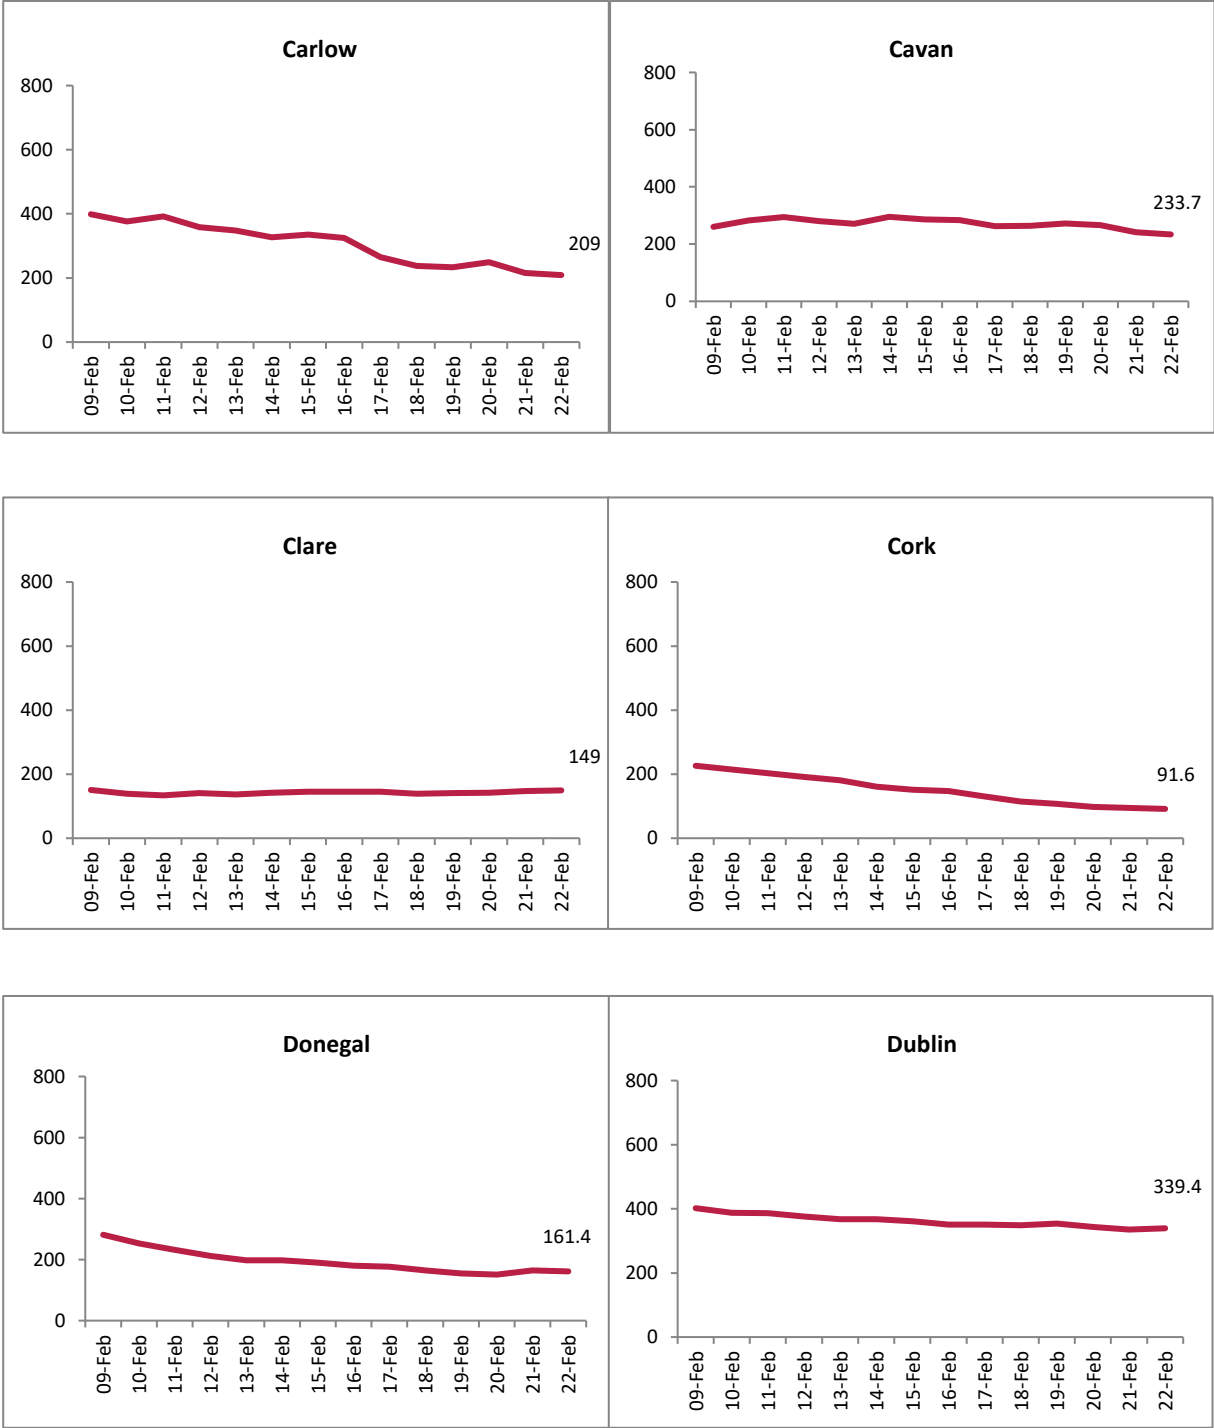 Carlow
800
600
400
200
0
209
09-Feb
10-Feb
11-Feb
12-Feb
13-Feb
14-Feb
15-Feb
16-Feb
17-Feb
18-Feb
19-Feb
20-Feb
21-Feb
22-Feb
Cavan
800
600
400
200
0
233.7
09-Feb
10-Feb
11-Feb
12-Feb
13-Feb
14-Feb
15-Feb
16-Feb
17-Feb
18-Feb
19-Feb
20-Feb
21-Feb
22-Feb
Clare
800
600
400
200
0
149
09-Feb
10-Feb
11-Feb
12-Feb
13-Feb
14-Feb
15-Feb
16-Feb
17-Feb
18-Feb
19-Feb
20-Feb
21-Feb
22-Feb
Cork
800
600
400
200
0
91.6
09-Feb
10-Feb
11-Feb
12-Feb
13-Feb
14-Feb
15-Feb
16-Feb
17-Feb
18-Feb
19-Feb
20-Feb
21-Feb
22-Feb
Donegal
800
600
400
200
0
161.4
09-Feb
10-Feb
11-Feb
12-Feb
13-Feb
14-Feb
15-Feb
16-Feb
17-Feb
18-Feb
19-Feb
20-Feb
21-Feb
22-Feb
Dublin
800
600
400
200
0
339.4
09-Feb
10-Feb
11-Feb
12-Feb
13-Feb
14-Feb
15-Feb
16-Feb
17-Feb
18-Feb
19-Feb
20-Feb
21-Feb
22-Feb